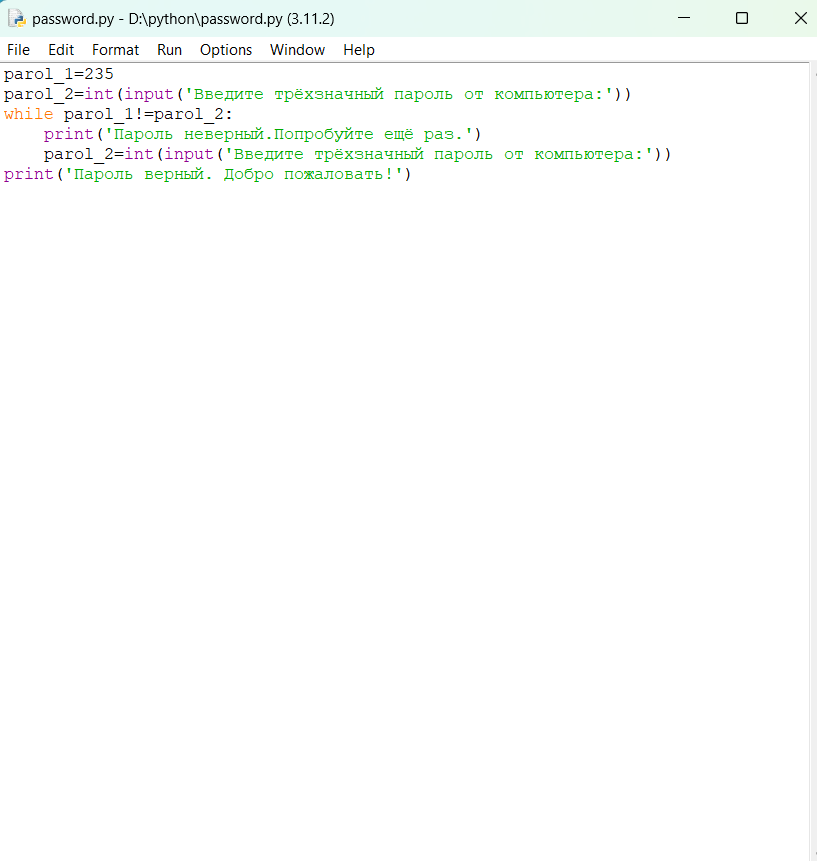 password.py - D:\python\password.py (3.11.2)
File Edit Format Run Options Window Help
parol_1=235
parol_2=int(input('Введите трёхзначный пароль от компьютера:'))
while parol_1!=parol_2:
    print('Пароль неверный.Попробуйте ещё раз.')
    parol_2=int(input('Введите трёхзначный пароль от компьютера:'))
print('Пароль верный. Добро пожаловать!')